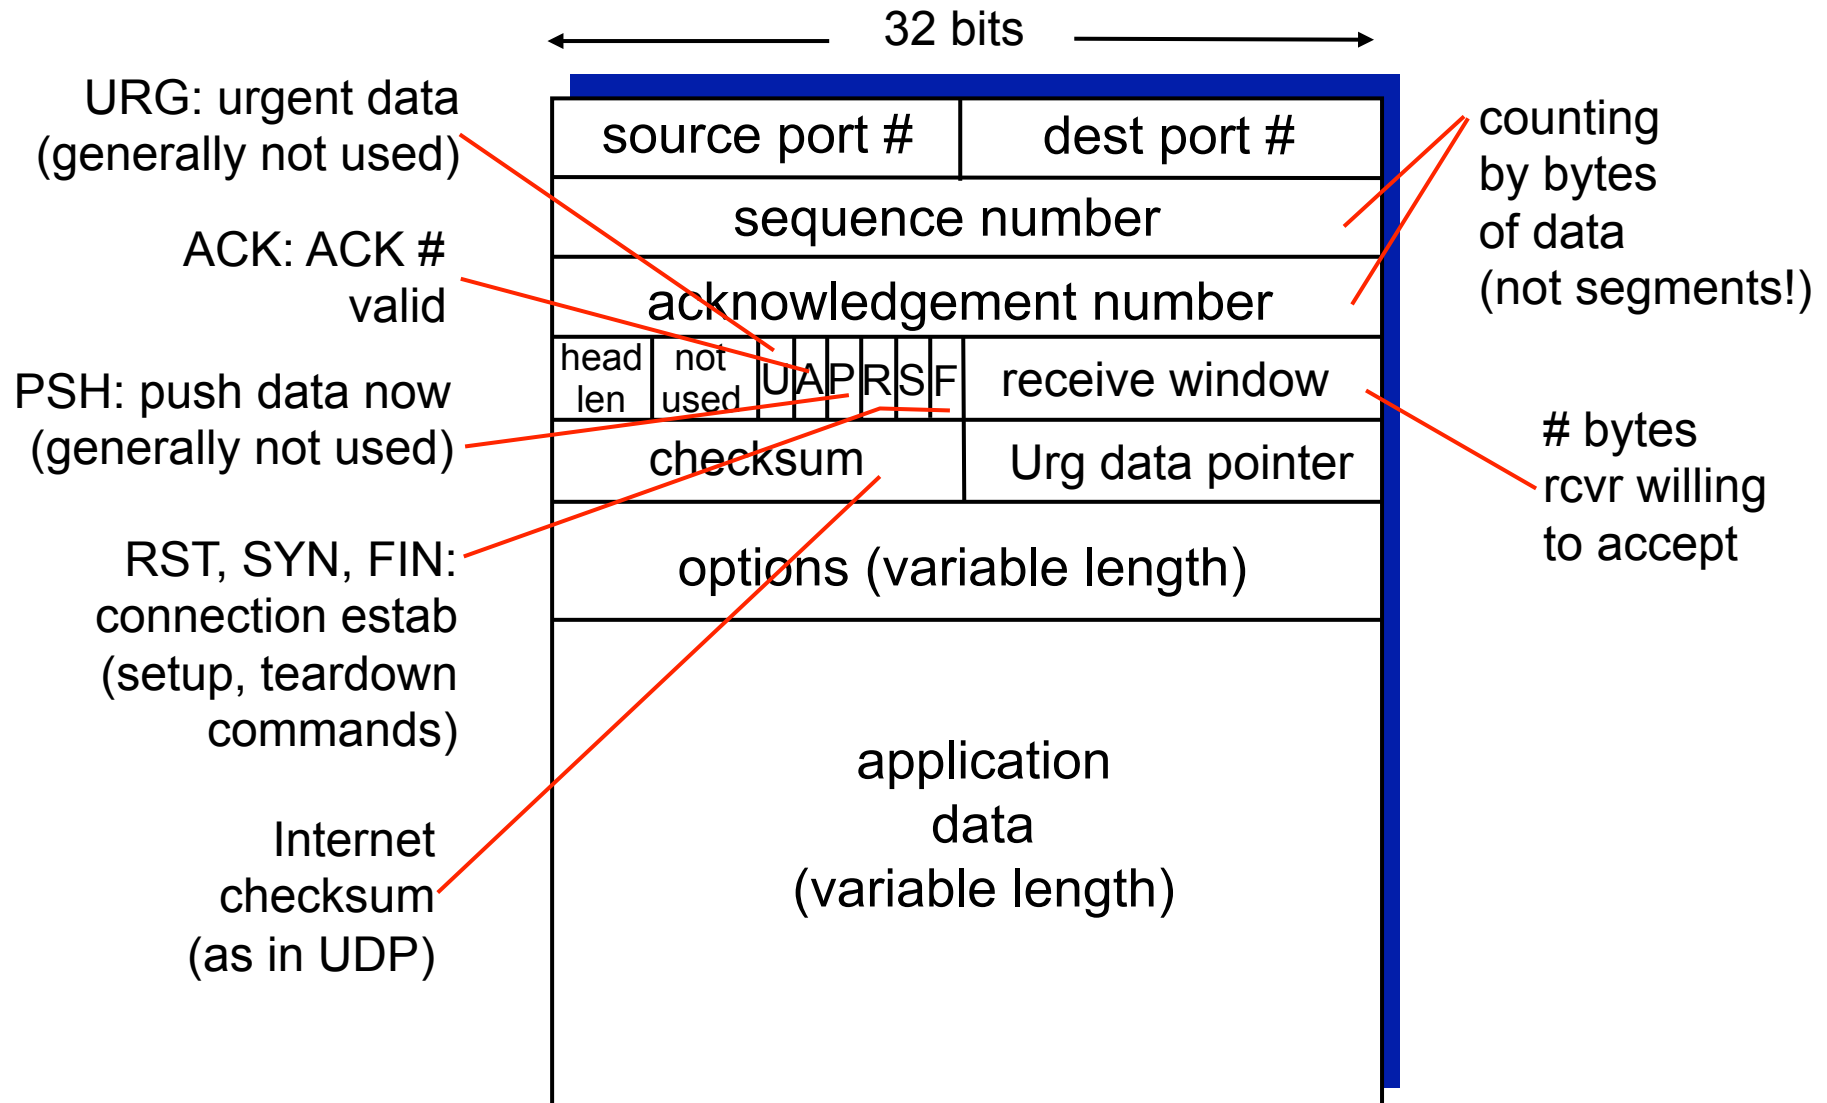 32 bits
URG: urgent data
(generally not used)
ACK: ACK #
valid
PSH: push data now
(generally not used)
RST, SYN, FIN:
connection estab
(setup, teardown
commands)
Internet
checksum
(as in UDP)
source port #
dest port #
sequence number
acknowledgement number
head
len
not
used
U
A
P
R
S
F
receive window
checksum
Urg data pointer
options (variable length)
application
data
(variable length)
counting
by bytes
of data
(not segments!)
# bytes
rcvr willing
to accept